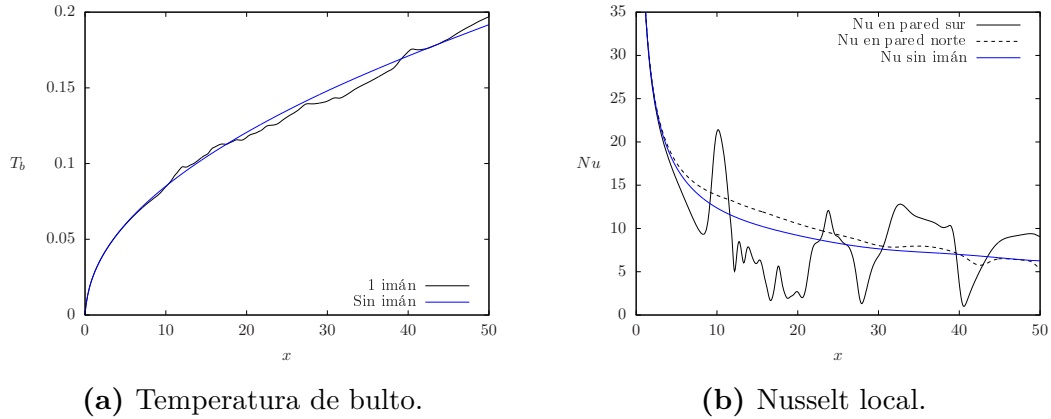 0.2
0.15
0.1
0.05
0
T_b
0 10 20 30 40 50
x
1 imán
Sin imán
(a) Temperatura de bulto.
35
30
25
20
15
10
5
0
Nu
0 10 20 30 40 50
x
Nu en pared sur
Nu en pared norte
Nu sin imán
(b) Nusselt local.